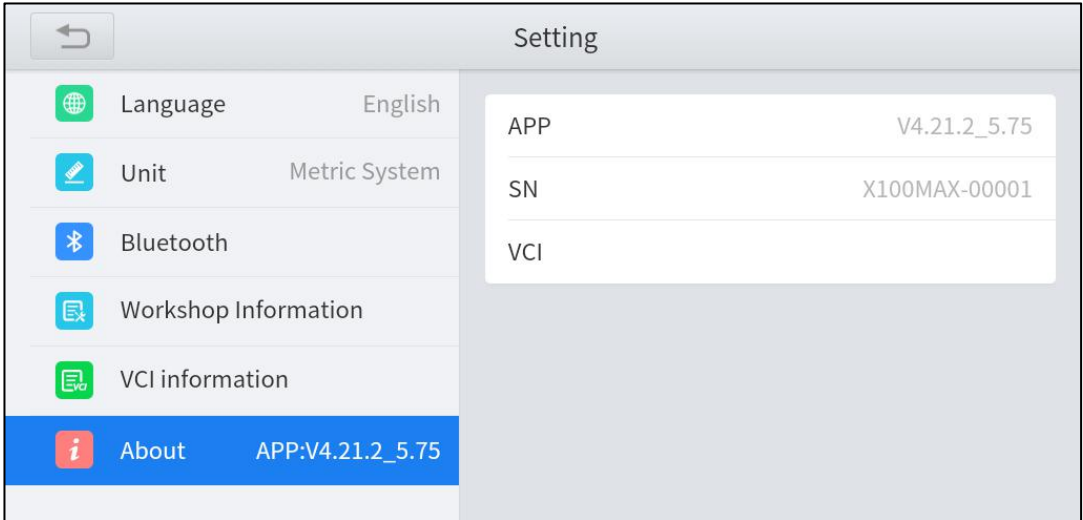 Setting
Language English
Unit Metric System
Bluetooth
Workshop Information
VCI information
About APP:V4.21.2_5.75
APP V4.21.2_5.75
SN X100MAX-00001
VCI